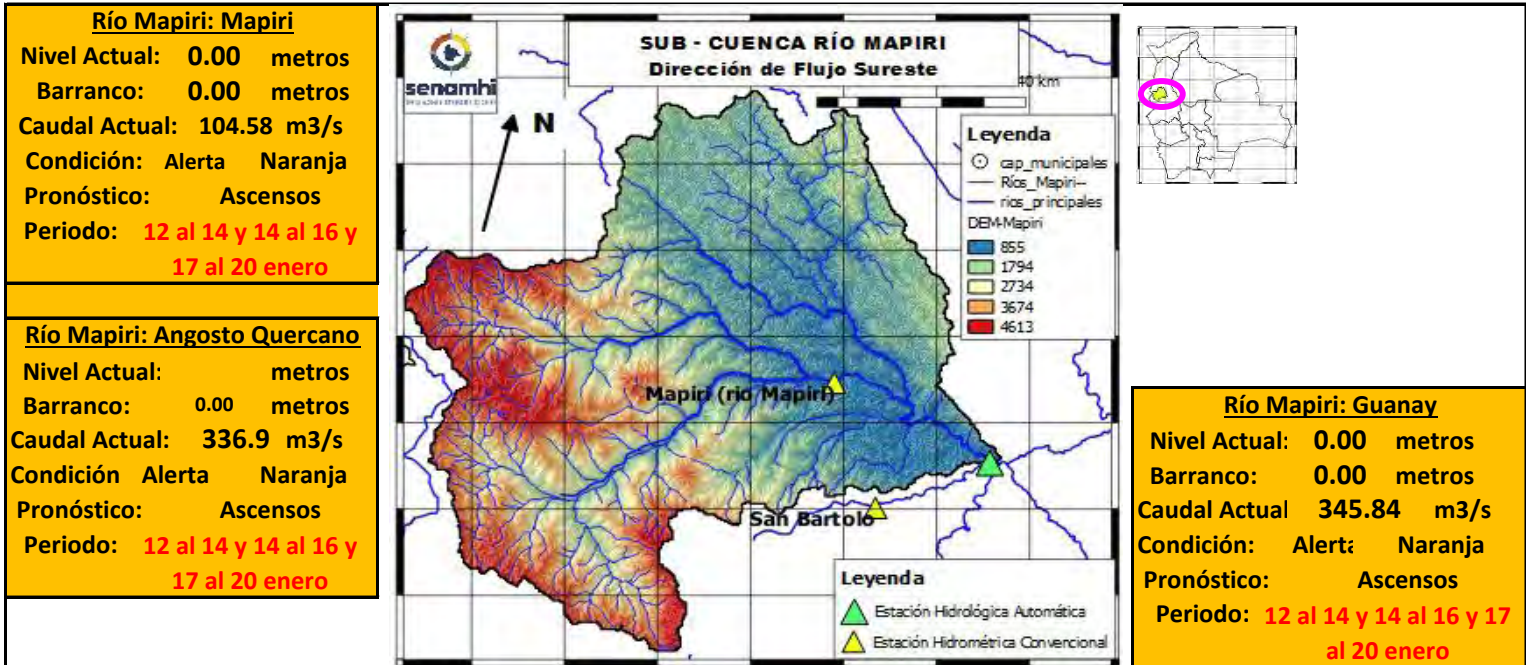 Río Mapiri: Mapiri
Nivel Actual: 0.00 metros
Barranco: 0.00 metros
Caudal Actual: 104.58 m3/s
Condición: Alerta Naranja
Pronóstico: Ascensos
Periodo: 12 al 14 y 14 al 16 y
17 al 20 enero
Río Mapiri: Angosto Quercano
Nivel Actual: metros
Barranco: 0.00 metros
Caudal Actual: 336.9 m3/s
Condición Alerta Naranja
Pronóstico: Ascensos
Periodo: 12 al 14 y 14 al 16 y
17 al 20 enero
senamhi
SUB - CUENCA RÍO MAPIRI
Dirección de Flujo Sureste
40 km
N
Leyenda
cap_municipales
Ríos_Mapiri--
rios_principales
DEM-Mapiri
855
1794
2734
3674
4613
Mapiri (rio Mapiri)
San Bartolo
Leyenda
Estación Hidrológica Automática
Estación Hidrométrica Convencional
Río Mapiri: Guanay
Nivel Actual: 0.00 metros
Barranco: 0.00 metros
Caudal Actual 345.84 m3/s
Condición: Alerta Naranja
Pronóstico: Ascensos
Periodo: 12 al 14 y 14 al 16 y 17
al 20 enero